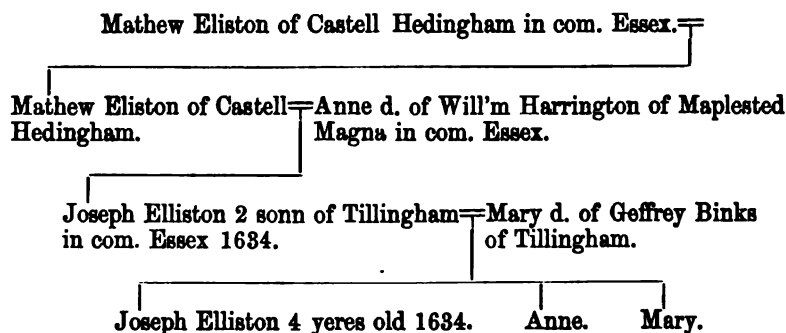 Mathew Eliston of Castell Hedingham in com. Essex.=
Mathew Eliston of Castell=Anne d. of Will'm Harrington of Maplested
Hedingham. Magna in com. Essex.
Joseph Elliston 2 sonn of Tillingham=Mary d. of Geffrey Binks
in com. Essex 1634. of Tillingham.
Joseph Elliston 4 yeres old 1634. Anne. Mary.